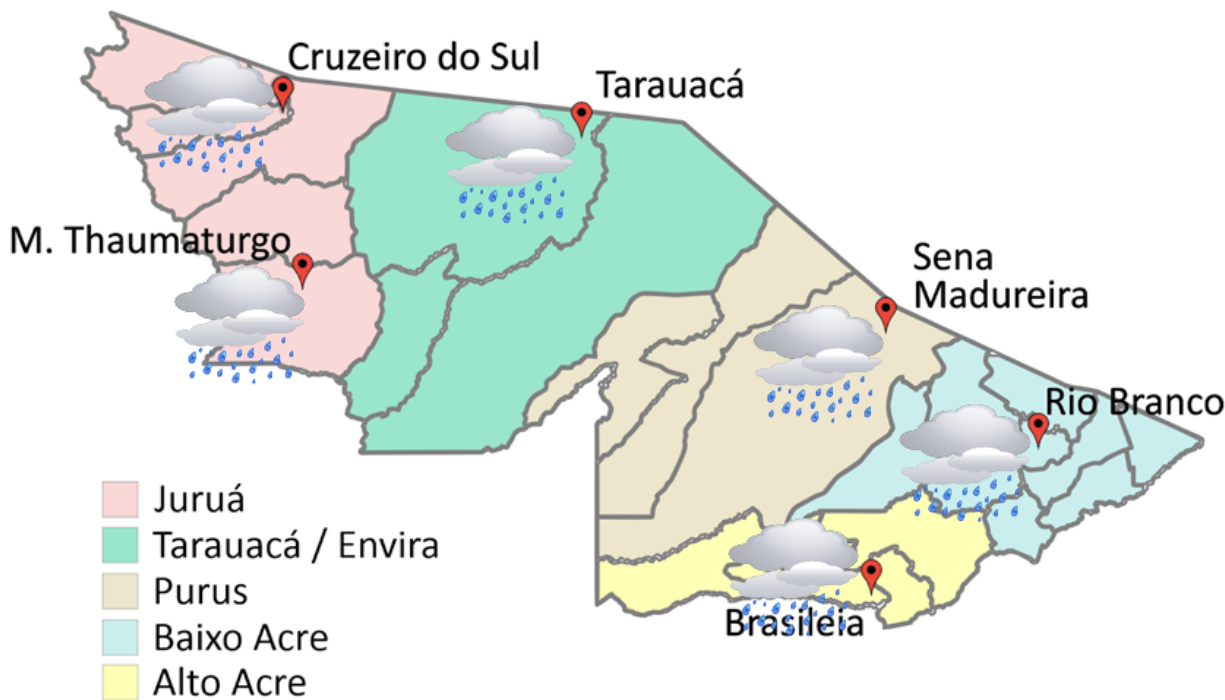 Cruzeiro do Sul
Tarauacá
M. Thaumaturgo
Sena
Madureira
Rio Branco
Brasileia
Juruá
Tarauacá / Envira
Purus
Baixo Acre
Alto Acre